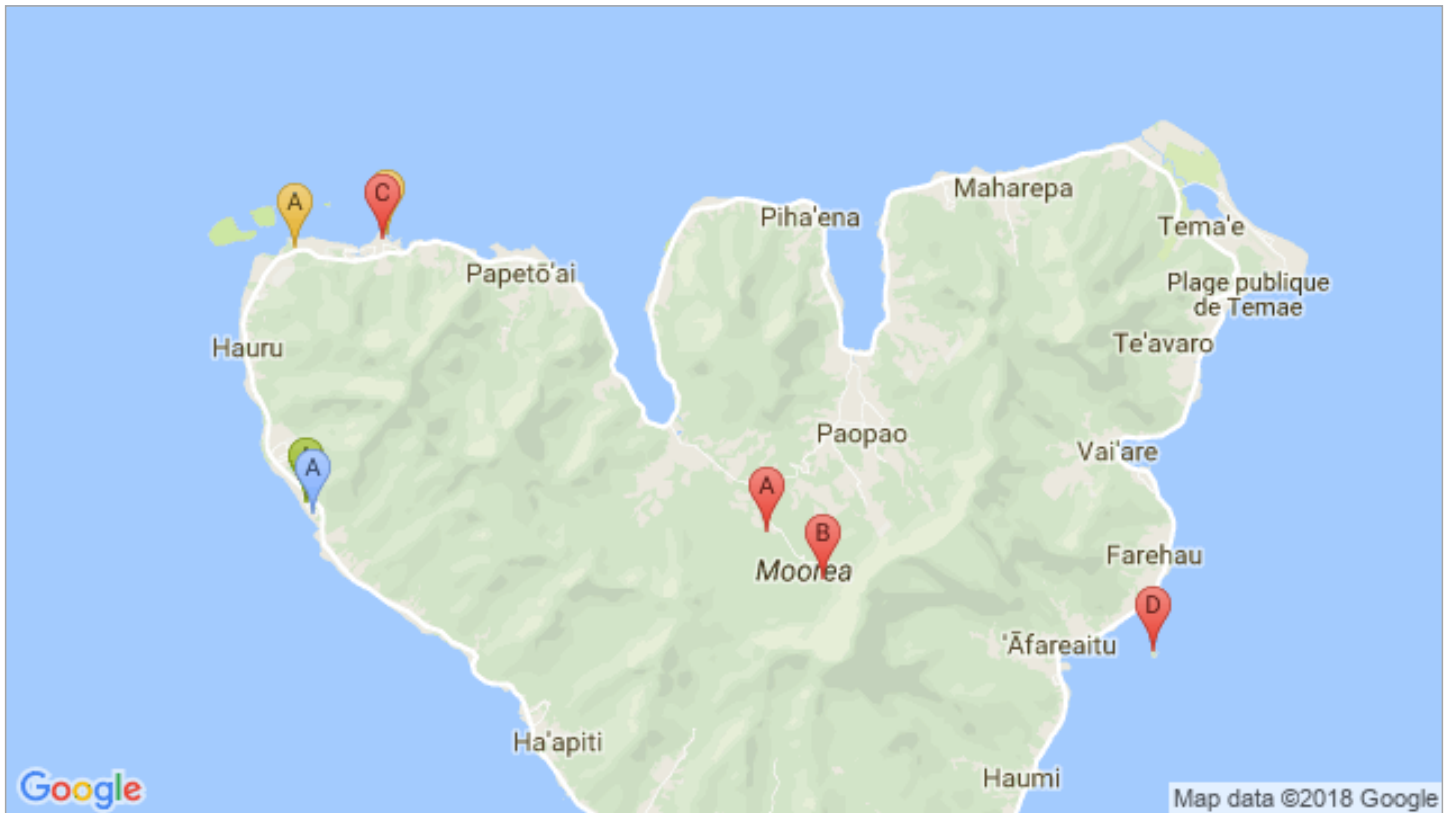 A
C
Maharepa
Piha'ena
Tema'e
Papetō'ai
Plage publique
de Temae
Hauru
Te'avaro
Paopao
Vai'are
A
A
B
Farehau
Moorea
D
'Āfareaitu
Ha'apiti
Haumi
Google
Map data ©2018 Google